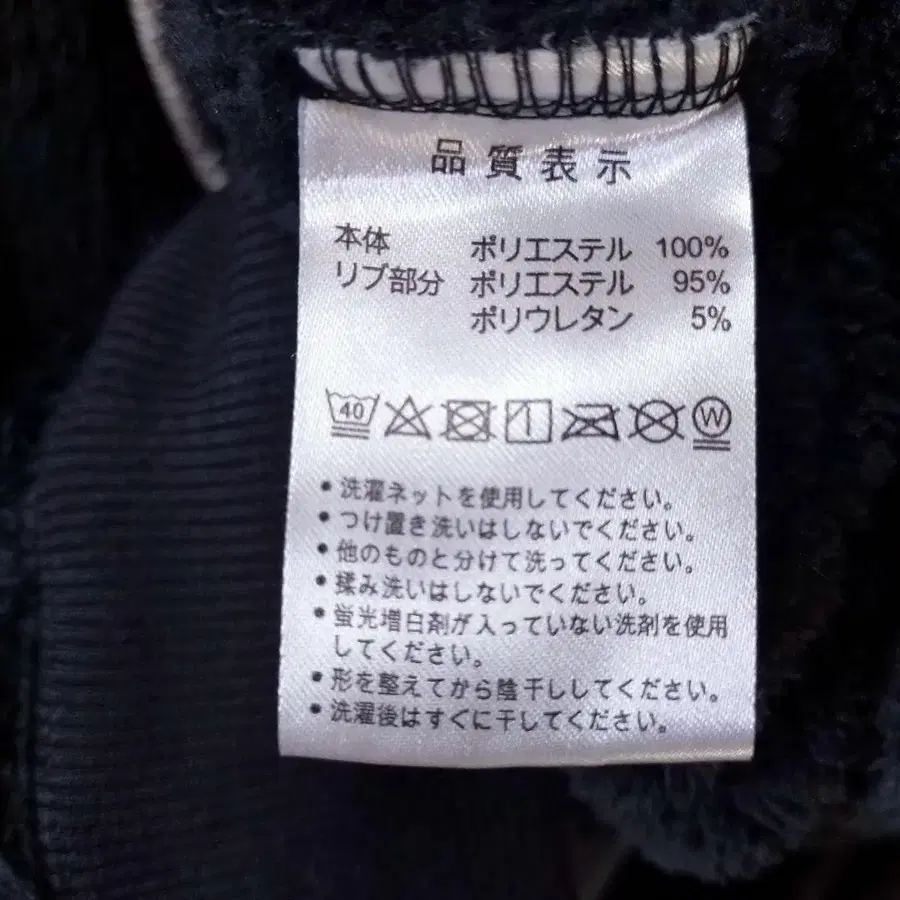 品質表示
本体 ポリエステル 100%
リブ部分 ポリエステル 95%
ポリウレタン 5%
40 W
•洗濯ネットを使用してください。
•つけ置き洗いはしないでください。
•他のものと分けて洗ってください。
•揉み洗いはしないでください。
•蛍光増白剤が入っていない洗剤を使用
してください。
•形を整えてから陰干ししてください。
•洗濯後はすぐに干してください。